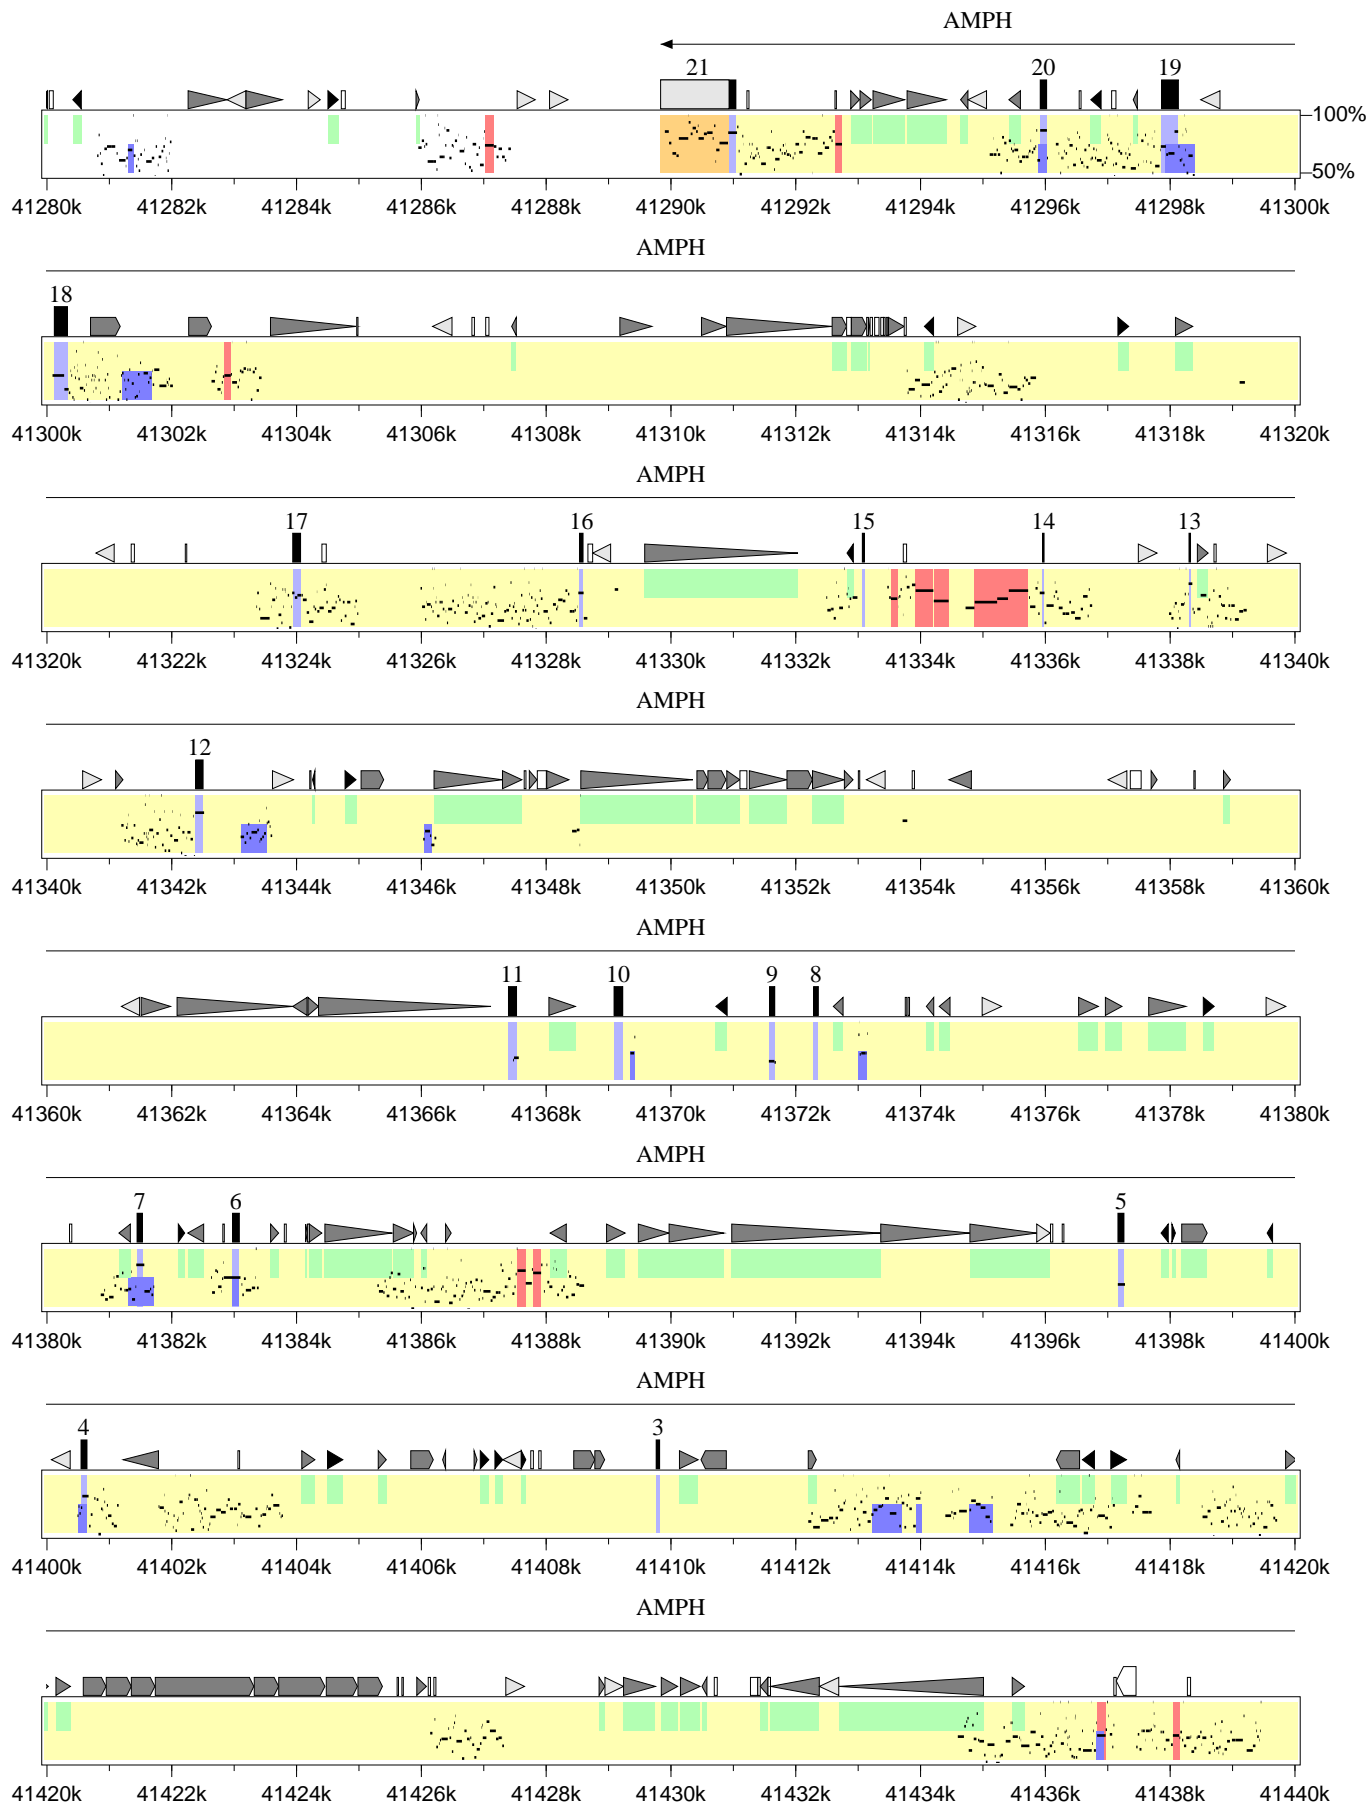 AMPH
21 20 19
100%
50%
41280k 41282k 41284k 41286k 41288k 41290k 41292k 41294k 41296k 41298k 41300k
AMPH
18
41300k 41302k 41304k 41306k 41308k 41310k 41312k 41314k 41316k 41318k 41320k
AMPH
17 16 15 14 13
41320k 41322k 41324k 41326k 41328k 41330k 41332k 41334k 41336k 41338k 41340k
AMPH
12
41340k 41342k 41344k 41346k 41348k 41350k 41352k 41354k 41356k 41358k 41360k
AMPH
11 10 9 8
41360k 41362k 41364k 41366k 41368k 41370k 41372k 41374k 41376k 41378k 41380k
AMPH
7 6 5
41380k 41382k 41384k 41386k 41388k 41390k 41392k 41394k 41396k 41398k 41400k
AMPH
4 3
41400k 41402k 41404k 41406k 41408k 41410k 41412k 41414k 41416k 41418k 41420k
AMPH
41420k 41422k 41424k 41426k 41428k 41430k 41432k 41434k 41436k 41438k 41440k